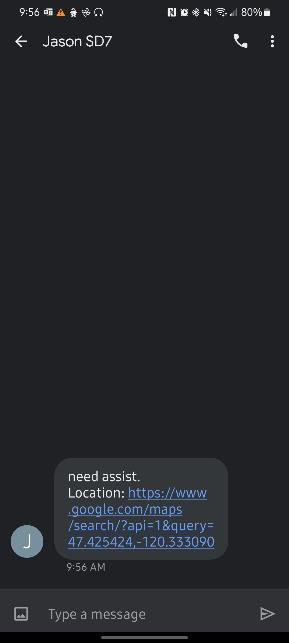 9:56
80%
Jason SD7
need assist.
Location: https://www
.google.com/maps
/search/?api=1&query=
47.425424,-120.333090
J
9:56 AM
Type a message